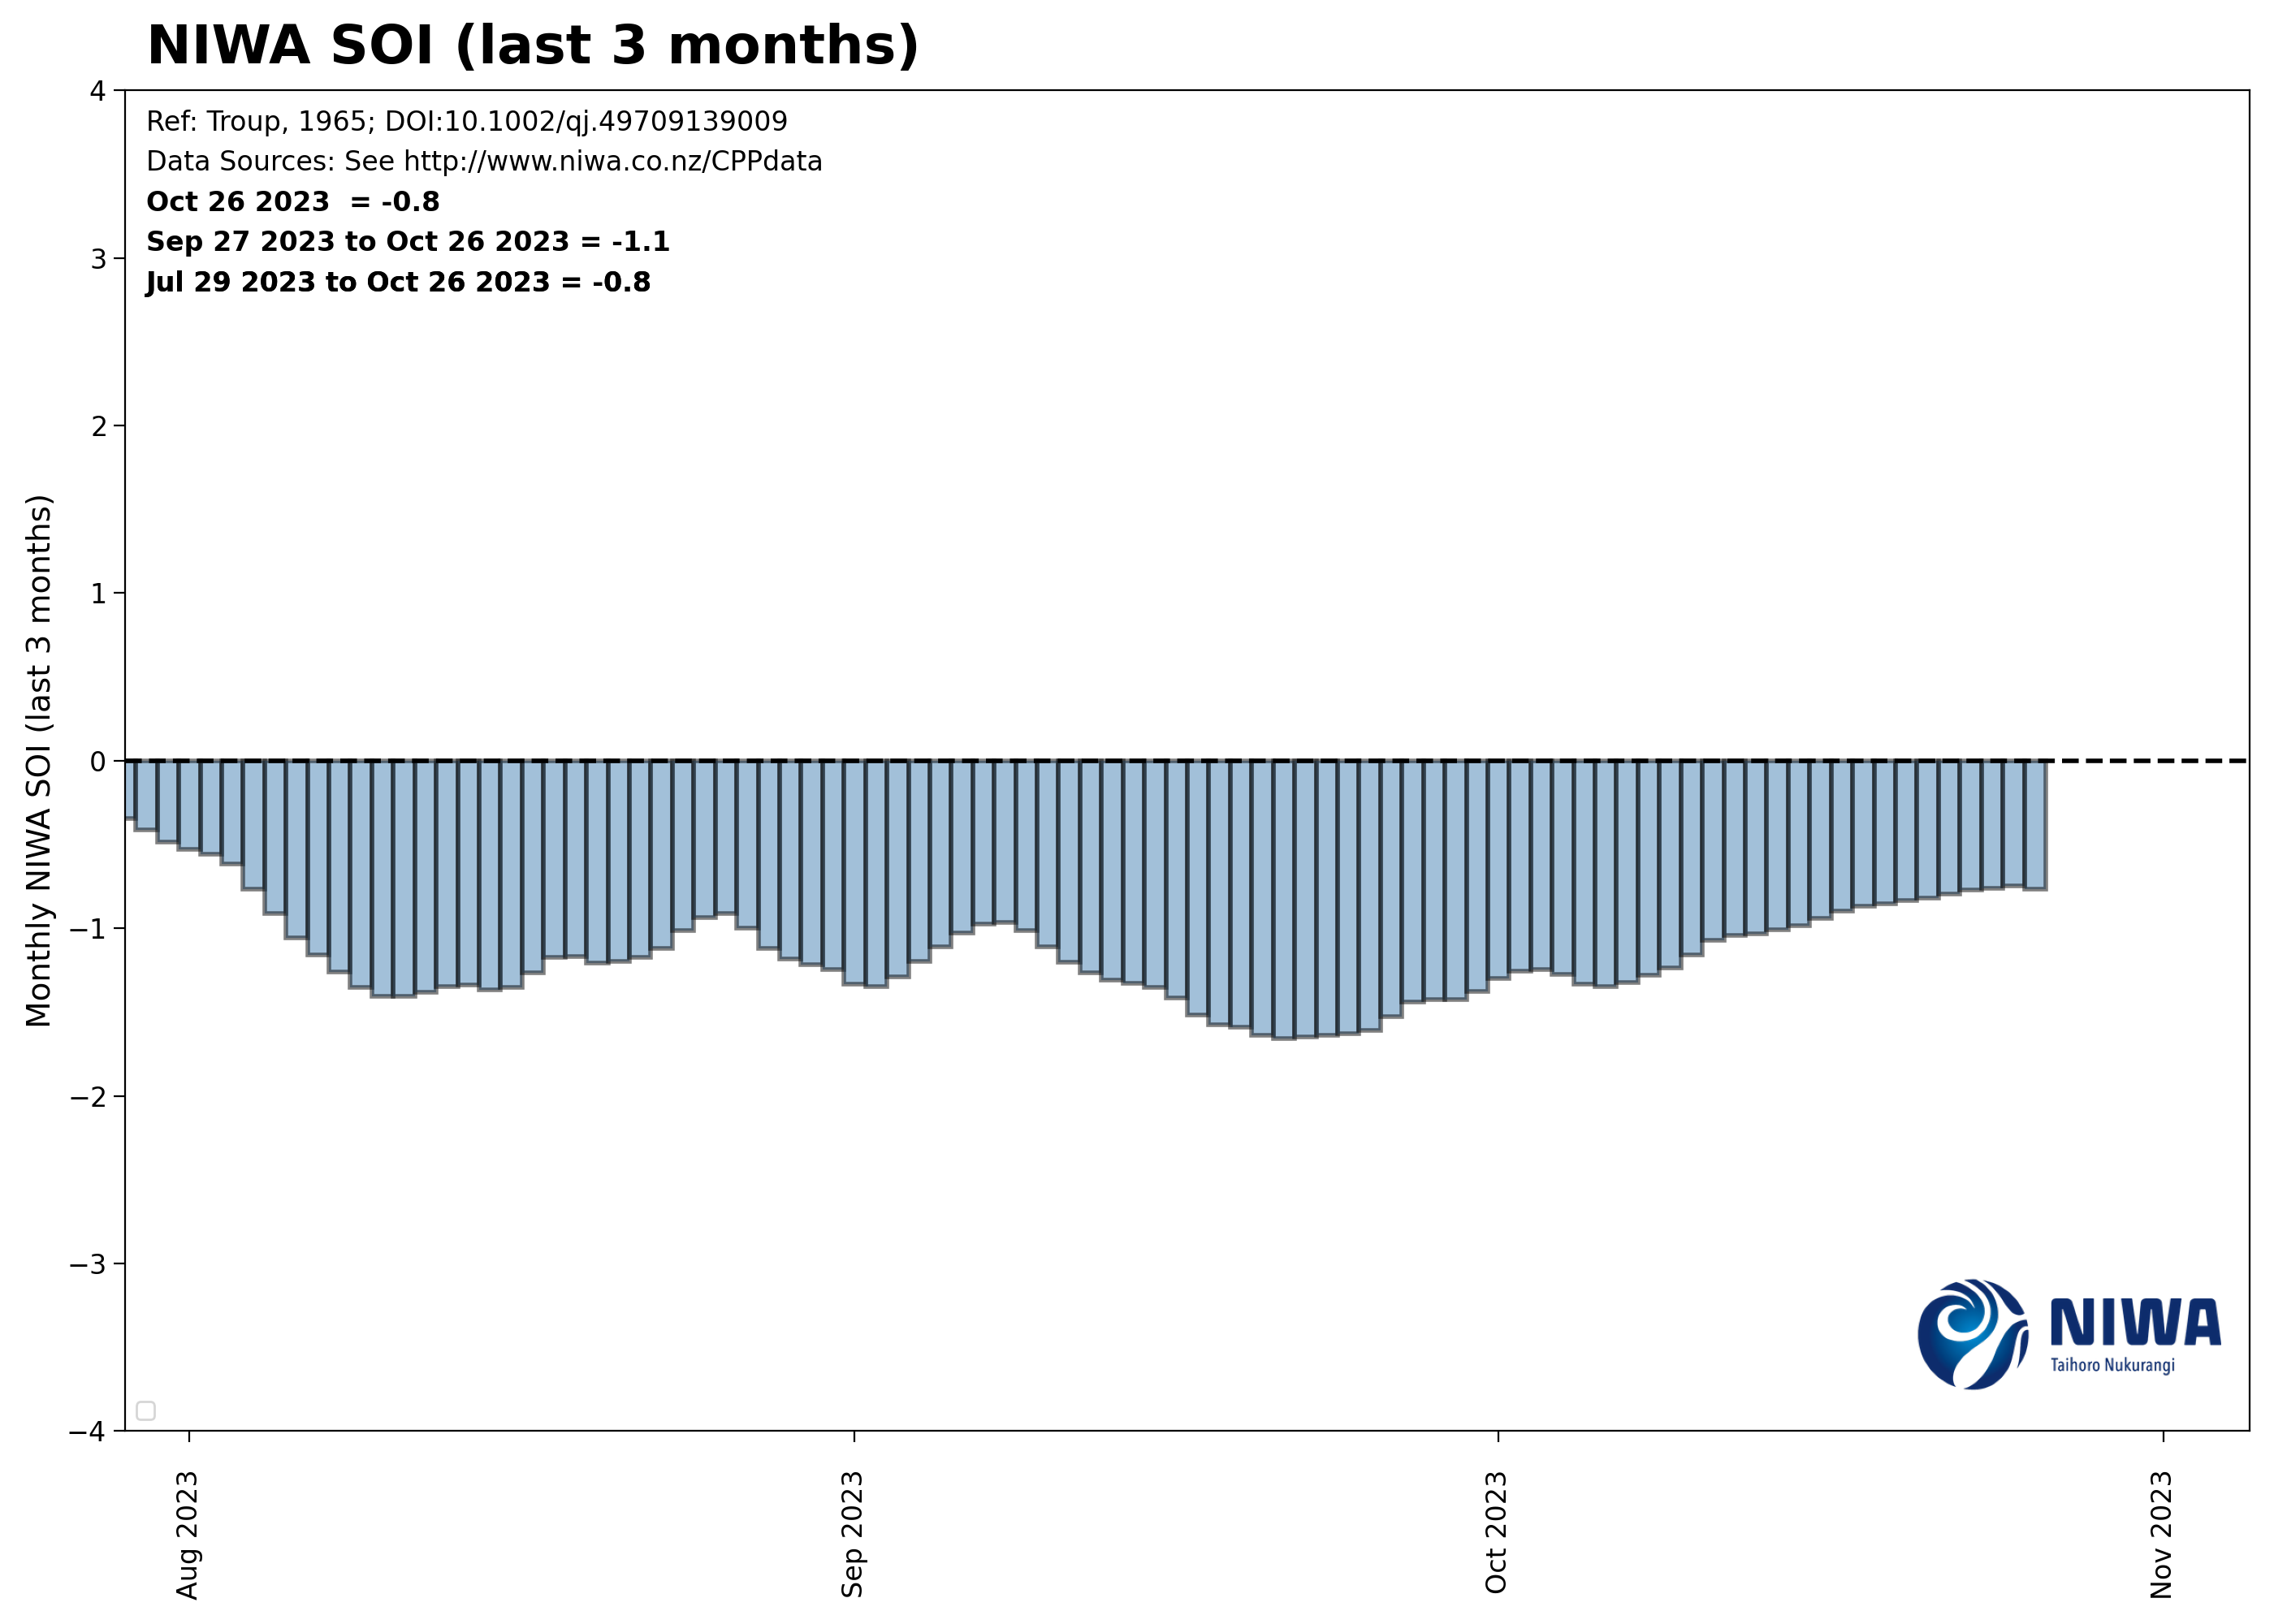 NIWA SOI (last 3 months)
Ref: Troup, 1965; DOI:10.1002/qj.49709139009
Data Sources: See http://www.niwa.co.nz/CPPdata
Oct 26 2023  = -0.8
Sep 27 2023 to Oct 26 2023 = -1.1
Jul 29 2023 to Oct 26 2023 = -0.8
Monthly NIWA SOI (last 3 months)
4
3
2
1
0
−1
−2
−3
−4
NIWA
Taihoro Nukurangi
Aug 2023
Sep 2023
Oct 2023
Nov 2023